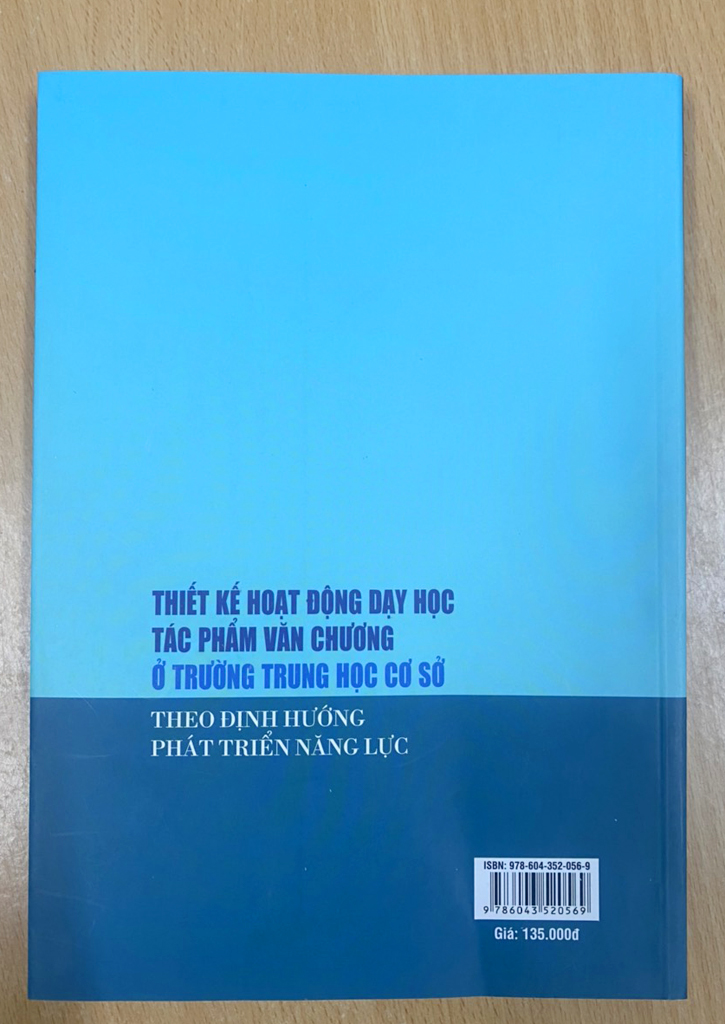 THIẾT KẾ HOẠT ĐỘNG DẠY HỌC
TÁC PHẨM VĂN CHƯƠNG
Ở TRƯỜNG TRUNG HỌC CƠ SỞ
THEO ĐỊNH HƯỚNG
PHÁT TRIỂN NĂNG LỰC
ISBN: 978-604-352-056-9
9 786043 520569
Giá: 135.000đ